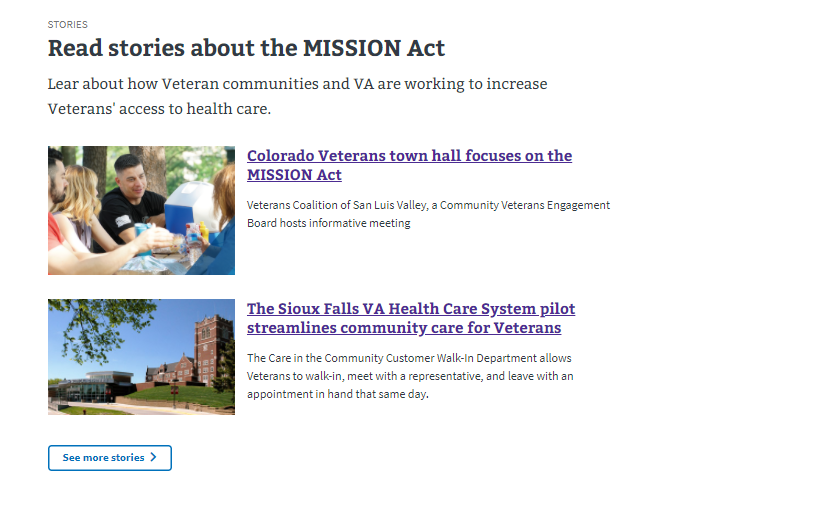 STORIES
Read stories about the MISSION Act
Lear about how Veteran communities and VA are working to increase
Veterans' access to health care.
Colorado Veterans town hall focuses on the
MISSION Act
Veterans Coalition of San Luis Valley, a Community Veterans Engagement
Board hosts informative meeting
The Sioux Falls VA Health Care System pilot
streamlines community care for Veterans
The Care in the Community Customer Walk-In Department allows
Veterans to walk-in, meet with a representative, and leave with an
appointment in hand that same day.
See more stories